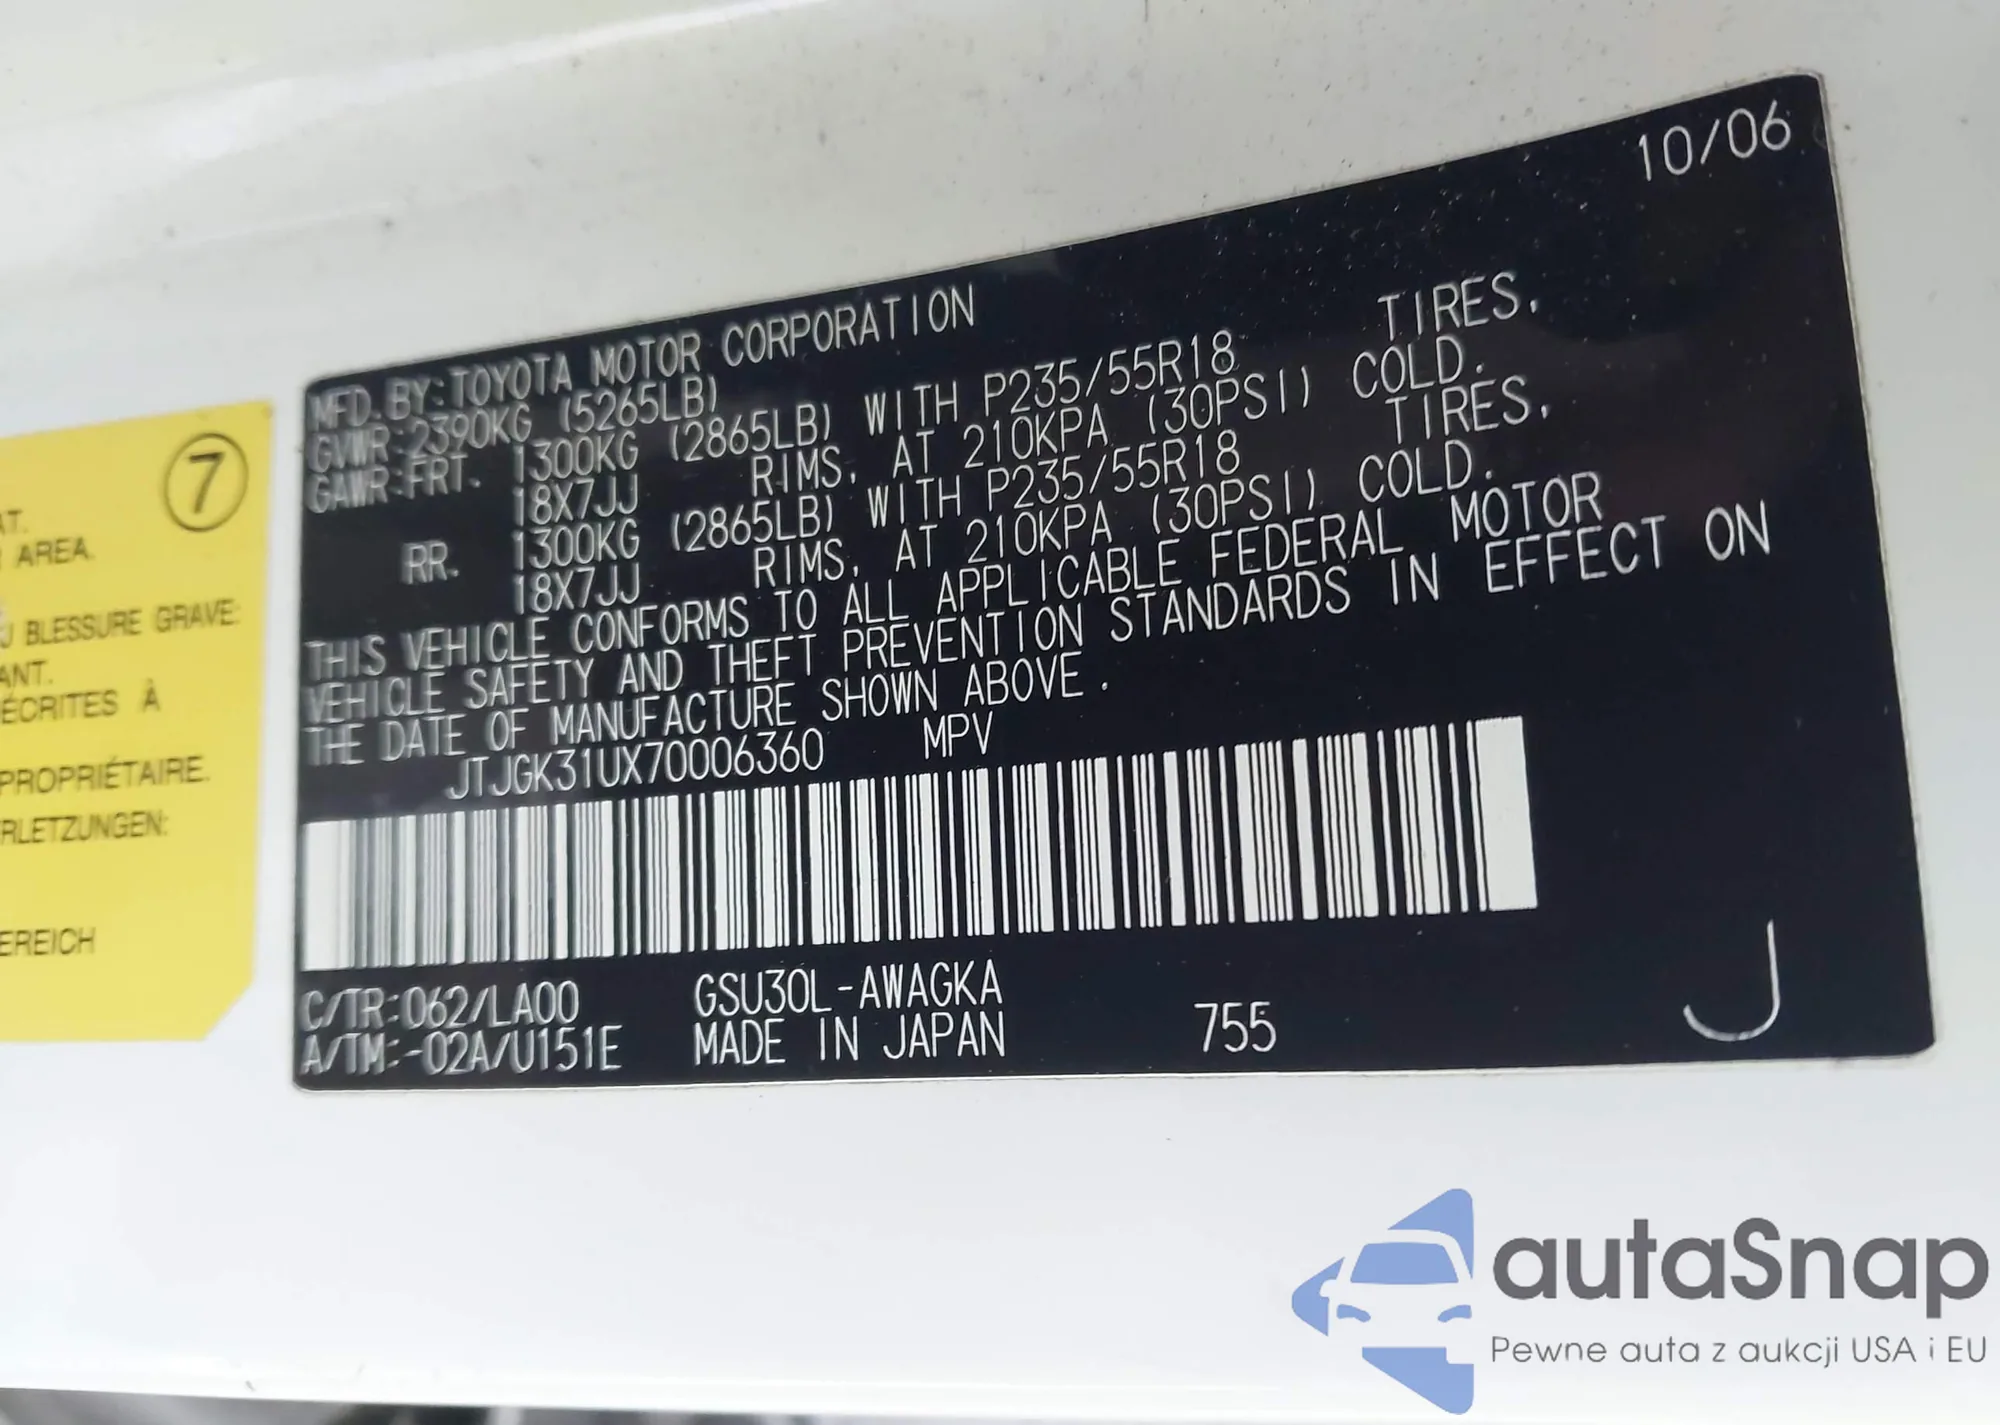 10/06
MFD. BY: TOYOTA MOTOR CORPORATION
GVWR: 2390KG (5265LB)
GAWR: FRT. 1300KG (2865LB) WITH P235/55R18 TIRES.
18X7JJ RIMS, AT 210KPA (30PSI) COLD.
RR. 1300KG (2865LB) WITH P235/55R18 TIRES.
18X7JJ RIMS, AT 210KPA (30PSI) COLD.
THIS VEHICLE CONFORMS TO ALL APPLICABLE FEDERAL MOTOR
VEHICLE SAFETY AND THEFT PREVENTION STANDARDS IN EFFECT ON
THE DATE OF MANUFACTURE SHOWN ABOVE.
JTJGK31UX70006360 MPV
C/TR: 062/LA00 GSU30L-AWAGKA
A/TM: -02A/U151E MADE IN JAPAN 755 J
7
AT.
AREA.
BLESSURE GRAVE:
ANT.
ÉCRITES À
PROPRIÉTAIRE.
RLETZUNGEN:
EREICH
autaSnap
Pewne auta z aukcji USA i EU